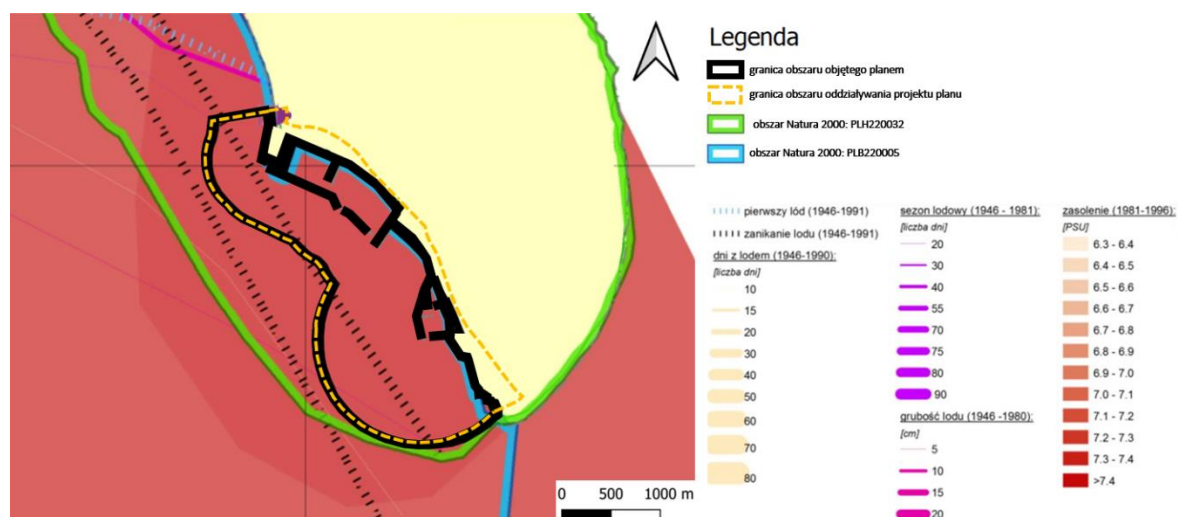 Legenda
granica obszaru objętego planem
granica obszaru oddziaływania projektu planu
obszar Natura 2000: PLH220032
obszar Natura 2000: PLB220005
pierwszy lód (1946-1991)
zanikanie lodu (1946-1991)
dni z lodem (1946-1990):
[liczba dni]
10
15
20
30
40
50
60
70
80
sezon lodowy (1946 - 1981):
[liczba dni]
20
30
40
55
70
75
80
90
grubość lodu (1946 -1980):
[cm]
5
10
15
20
zasolenie (1981-1996):
[PSU]
6.3 - 6.4
6.4 - 6.5
6.5 - 6.6
6.6 - 6.7
6.7 - 6.8
6.8 - 6.9
6.9 - 7.0
7.0 - 7.1
7.1 - 7.2
7.2 - 7.3
7.3 - 7.4
>7.4
0 500 1000 m